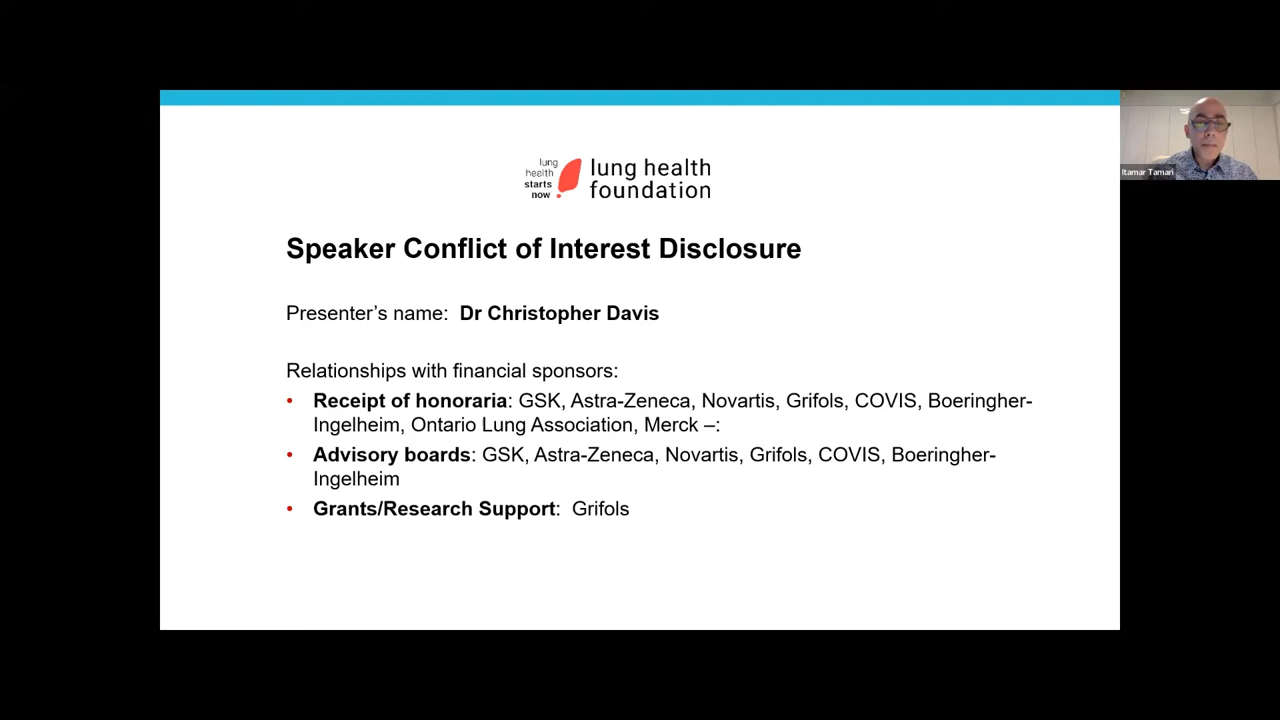 lung
health
starts
now
lung health
foundation
Itamar Tamari
Speaker Conflict of Interest Disclosure
Presenter’s name:  Dr Christopher Davis
Relationships with financial sponsors:
• Receipt of honoraria: GSK, Astra-Zeneca, Novartis, Grifols, COVIS, Boeringher-
Ingelheim, Ontario Lung Association, Merck –:
• Advisory boards: GSK, Astra-Zeneca, Novartis, Grifols, COVIS, Boeringher-
Ingelheim
• Grants/Research Support:  Grifols